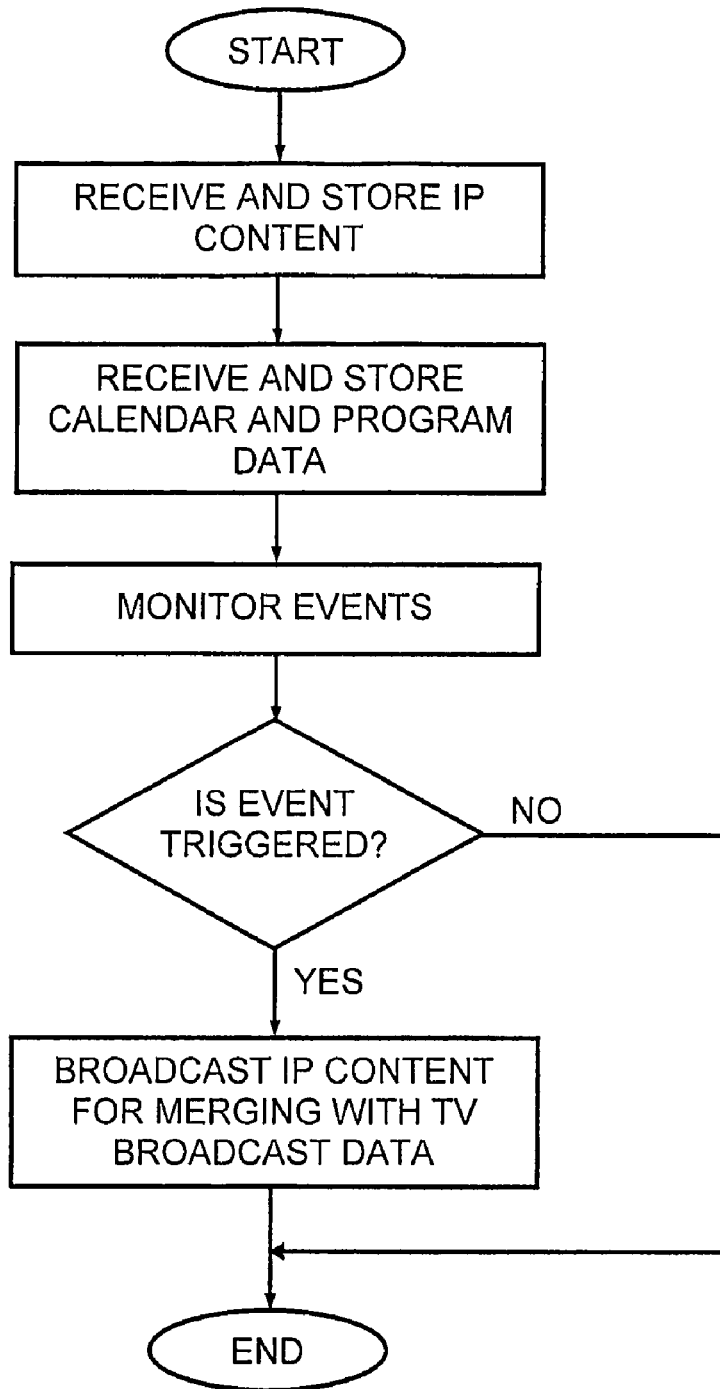 START
RECEIVE AND STORE IP
CONTENT
RECEIVE AND STORE
CALENDAR AND PROGRAM
DATA
MONITOR EVENTS
IS EVENT
TRIGGERED?
NO
YES
BROADCAST IP CONTENT
FOR MERGING WITH TV
BROADCAST DATA
END